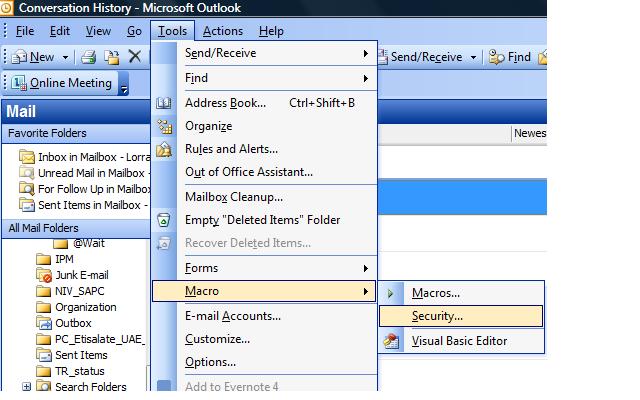 Conversation History - Microsoft Outlook
File Edit View Go Tools Actions Help
New Send/Receive Find
Online Meeting
Mail
Favorite Folders
Inbox in Mailbox - Lorra
Unread Mail in Mailbox
For Follow Up in Mailbox
Sent Items in Mailbox -
All Mail Folders
@Wait
IPM
Junk E-mail
NIV_SAPC
Organization
Outbox
PC_Etisalate_UAE_
Sent Items
TR_status
Search Folders
Send/Receive
Find
Address Book... Ctrl+Shift+B
Organize
Rules and Alerts...
Out of Office Assistant...
Mailbox Cleanup...
Empty "Deleted Items" Folder
Recover Deleted Items...
Forms
Macro
E-mail Accounts...
Customize...
Options...
Add to Evernote 4
Macros...
Security...
Visual Basic Editor
Newes